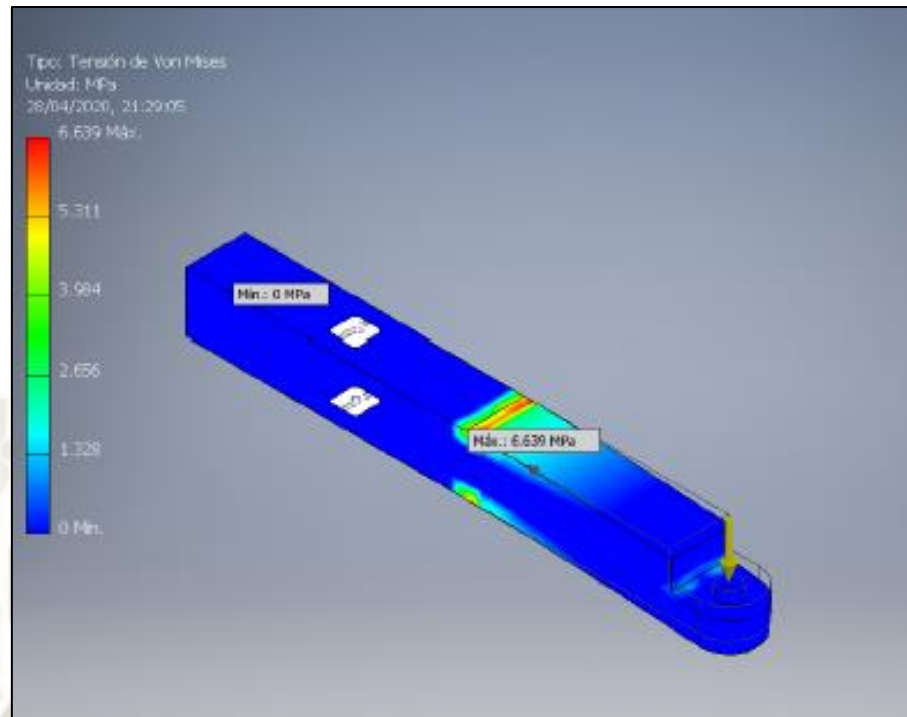 Tipo: Tensión de Von Mises
Unidad: MPa
28/04/2020, 21:29:05
6.639 Máx.
5.311
3.984
2.656
1.328
0 Mín.
Mín.: 0 MPa
Máx.: 6.639 MPa